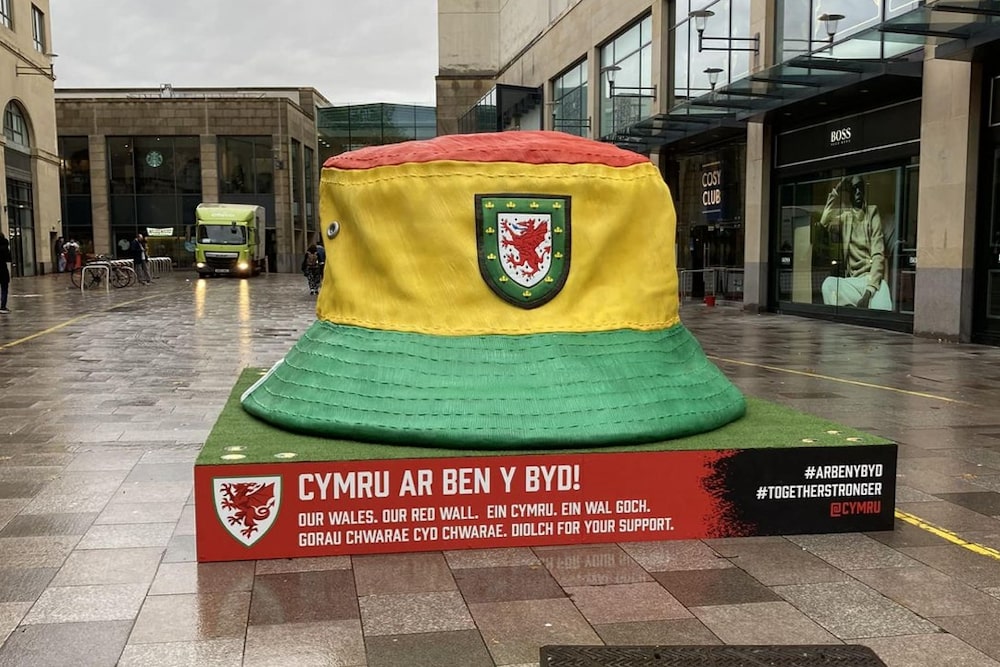 BOSS
COSY
CLUB
CYMRU AR BEN Y BYD!
OUR WALES. OUR RED WALL. EIN CYMRU. EIN WAL GOCH.
GORAU CHWARAE CYD CHWARAE. DIOLCH FOR YOUR SUPPORT.
#ARBENYBYD
#TOGETHERSTRONGER
@CYMRU